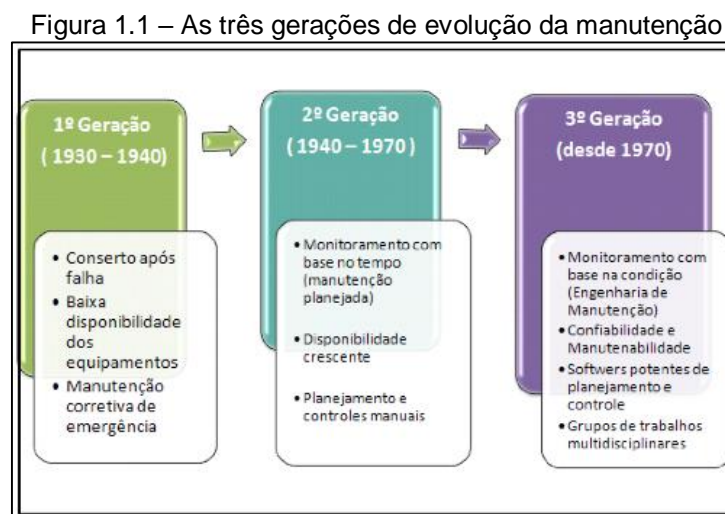 Figura 1.1 – As três gerações de evolução da manutenção
1º Geração
( 1930 – 1940)
• Conserto após
falha
• Baixa
disponibilidade
dos
equipamentos
• Manutenção
corretiva de
emergência
2º Geração
( 1940 – 1970 )
• Monitoramento com
base no tempo
(manutenção
planejada)
• Disponibilidade
crescente
• Planejamento e
controles manuais
3º Geração
(desde 1970)
• Monitoramento com
base na condição
(Engenharia de
Manutenção)
• Confiabilidade e
Manutenabilidade
• Softwers potentes de
planejamento e
controle
• Grupos de trabalhos
multidisciplinares